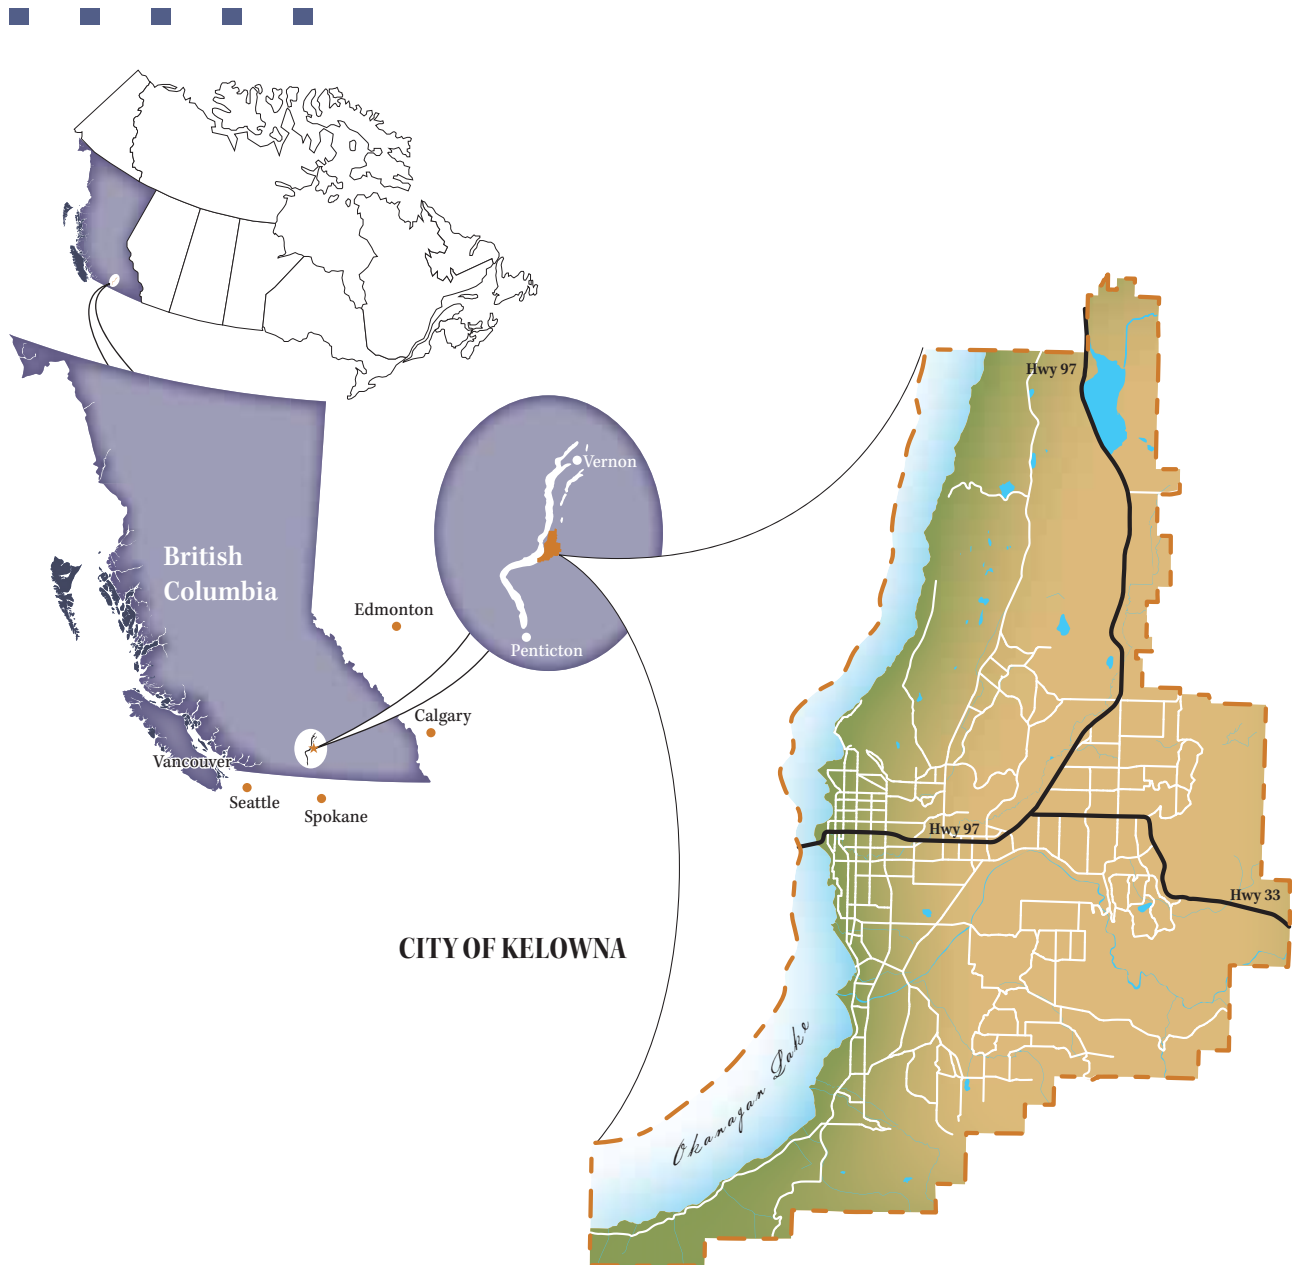 Hwy 97
Vernon
British
Columbia
Edmonton
Penticton
Calgary
Vancouver
Seattle
Spokane
Hwy 97
Hwy 33
CITY OF KELOWNA
Okanagan Lake